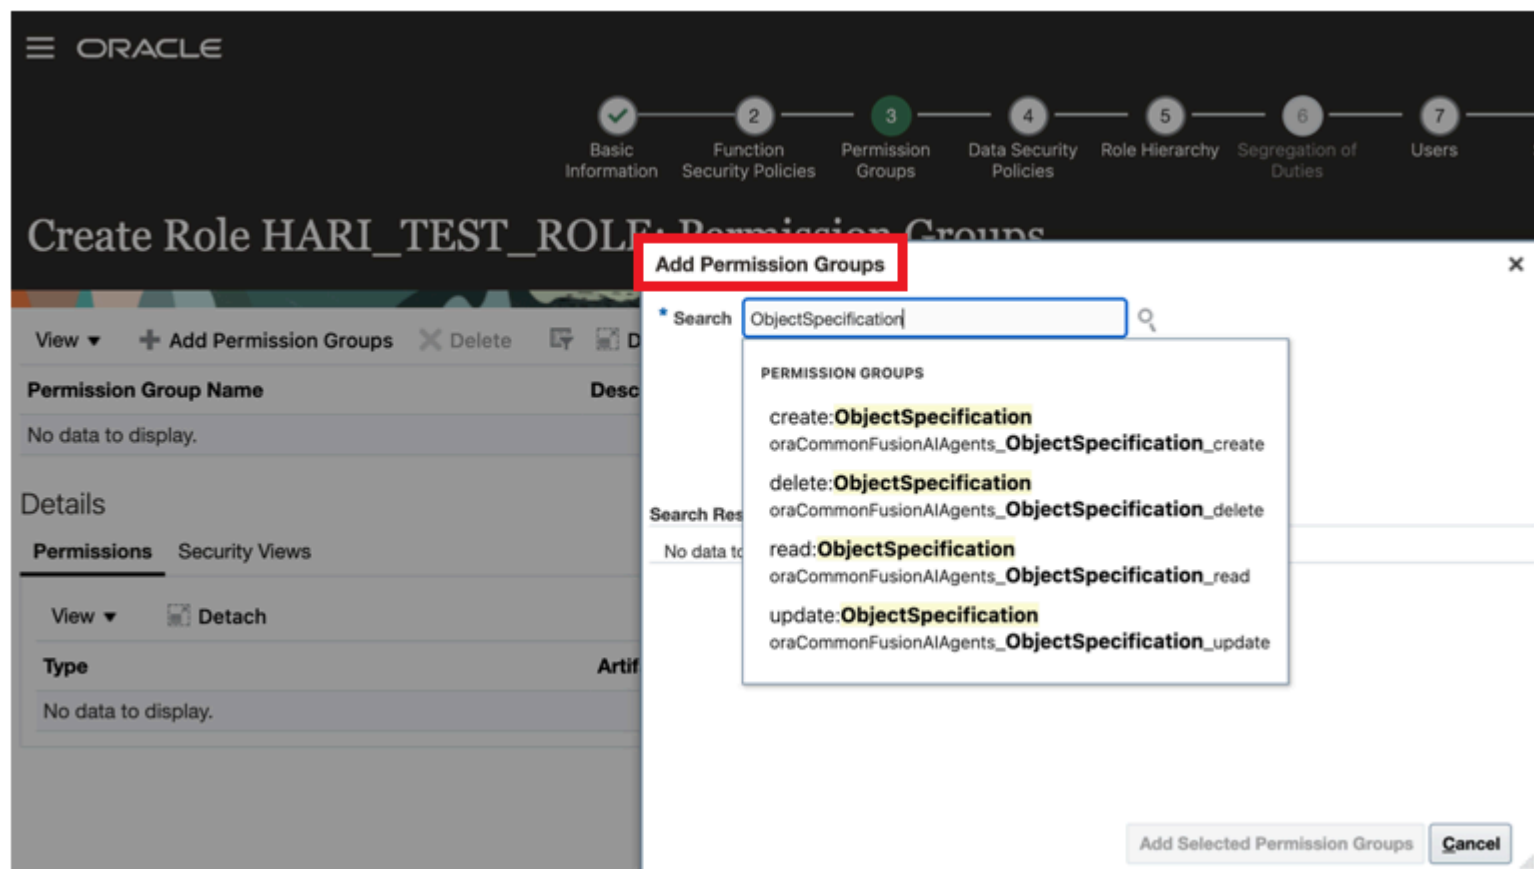 ORACLE
2
3
4
5
6
7
Basic
Information
Function
Security Policies
Permission
Groups
Data Security
Policies
Role Hierarchy
Segregation of
Duties
Users
Create Role HARI_TEST_ROLE: Permission Groups
Add Permission Groups
* Search ObjectSpecification
View Add Permission Groups Delete D
Permission Group Name Desc
No data to display.
PERMISSION GROUPS
create:ObjectSpecification
oraCommonFusionAIAgents_ObjectSpecification_create
delete:ObjectSpecification
oraCommonFusionAIAgents_ObjectSpecification_delete
read:ObjectSpecification
oraCommonFusionAIAgents_ObjectSpecification_read
update:ObjectSpecification
oraCommonFusionAIAgents_ObjectSpecification_update
Search Res
No data to
Details
Permissions Security Views
View Detach
Type Artif
No data to display.
Add Selected Permission Groups Cancel